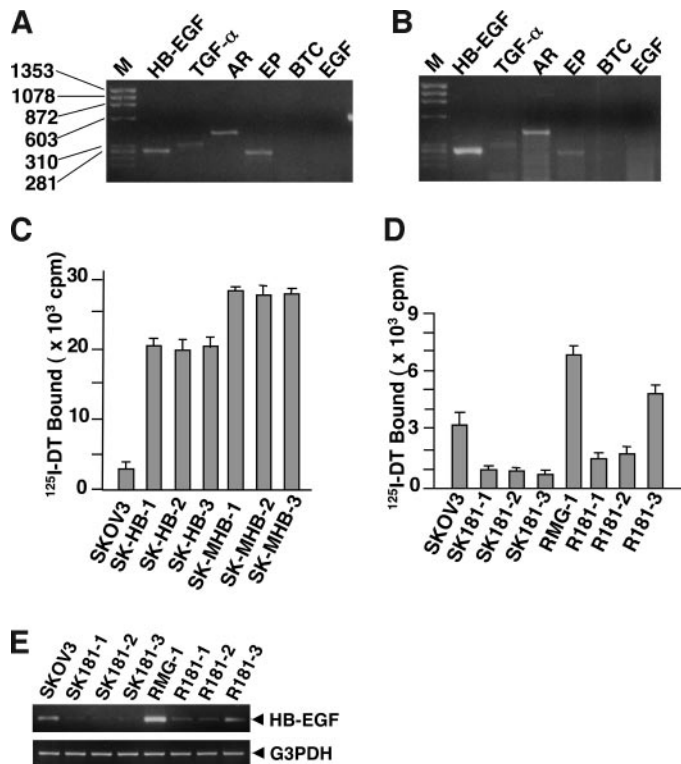 A
M HB-EGF TGF-α AR EP BTC EGF
1353
1078
872
603
310
281
B
M HB-EGF TGF-α AR EP BTC EGF
C
¹²⁵I-DT Bound ( x 10³ cpm)
30
20
10
0
SKOV3 SK-HB-1 SK-HB-2 SK-HB-3 SK-MHB-1 SK-MHB-2 SK-MHB-3
D
¹²⁵I-DT Bound ( x 10³ cpm)
9
6
3
0
SKOV3 SK181-1 SK181-2 SK181-3 RMG-1 R181-1 R181-2 R181-3
E
SKOV3 SK181-1 SK181-2 SK181-3 RMG-1 R181-1 R181-2 R181-3
HB-EGF
G3PDH